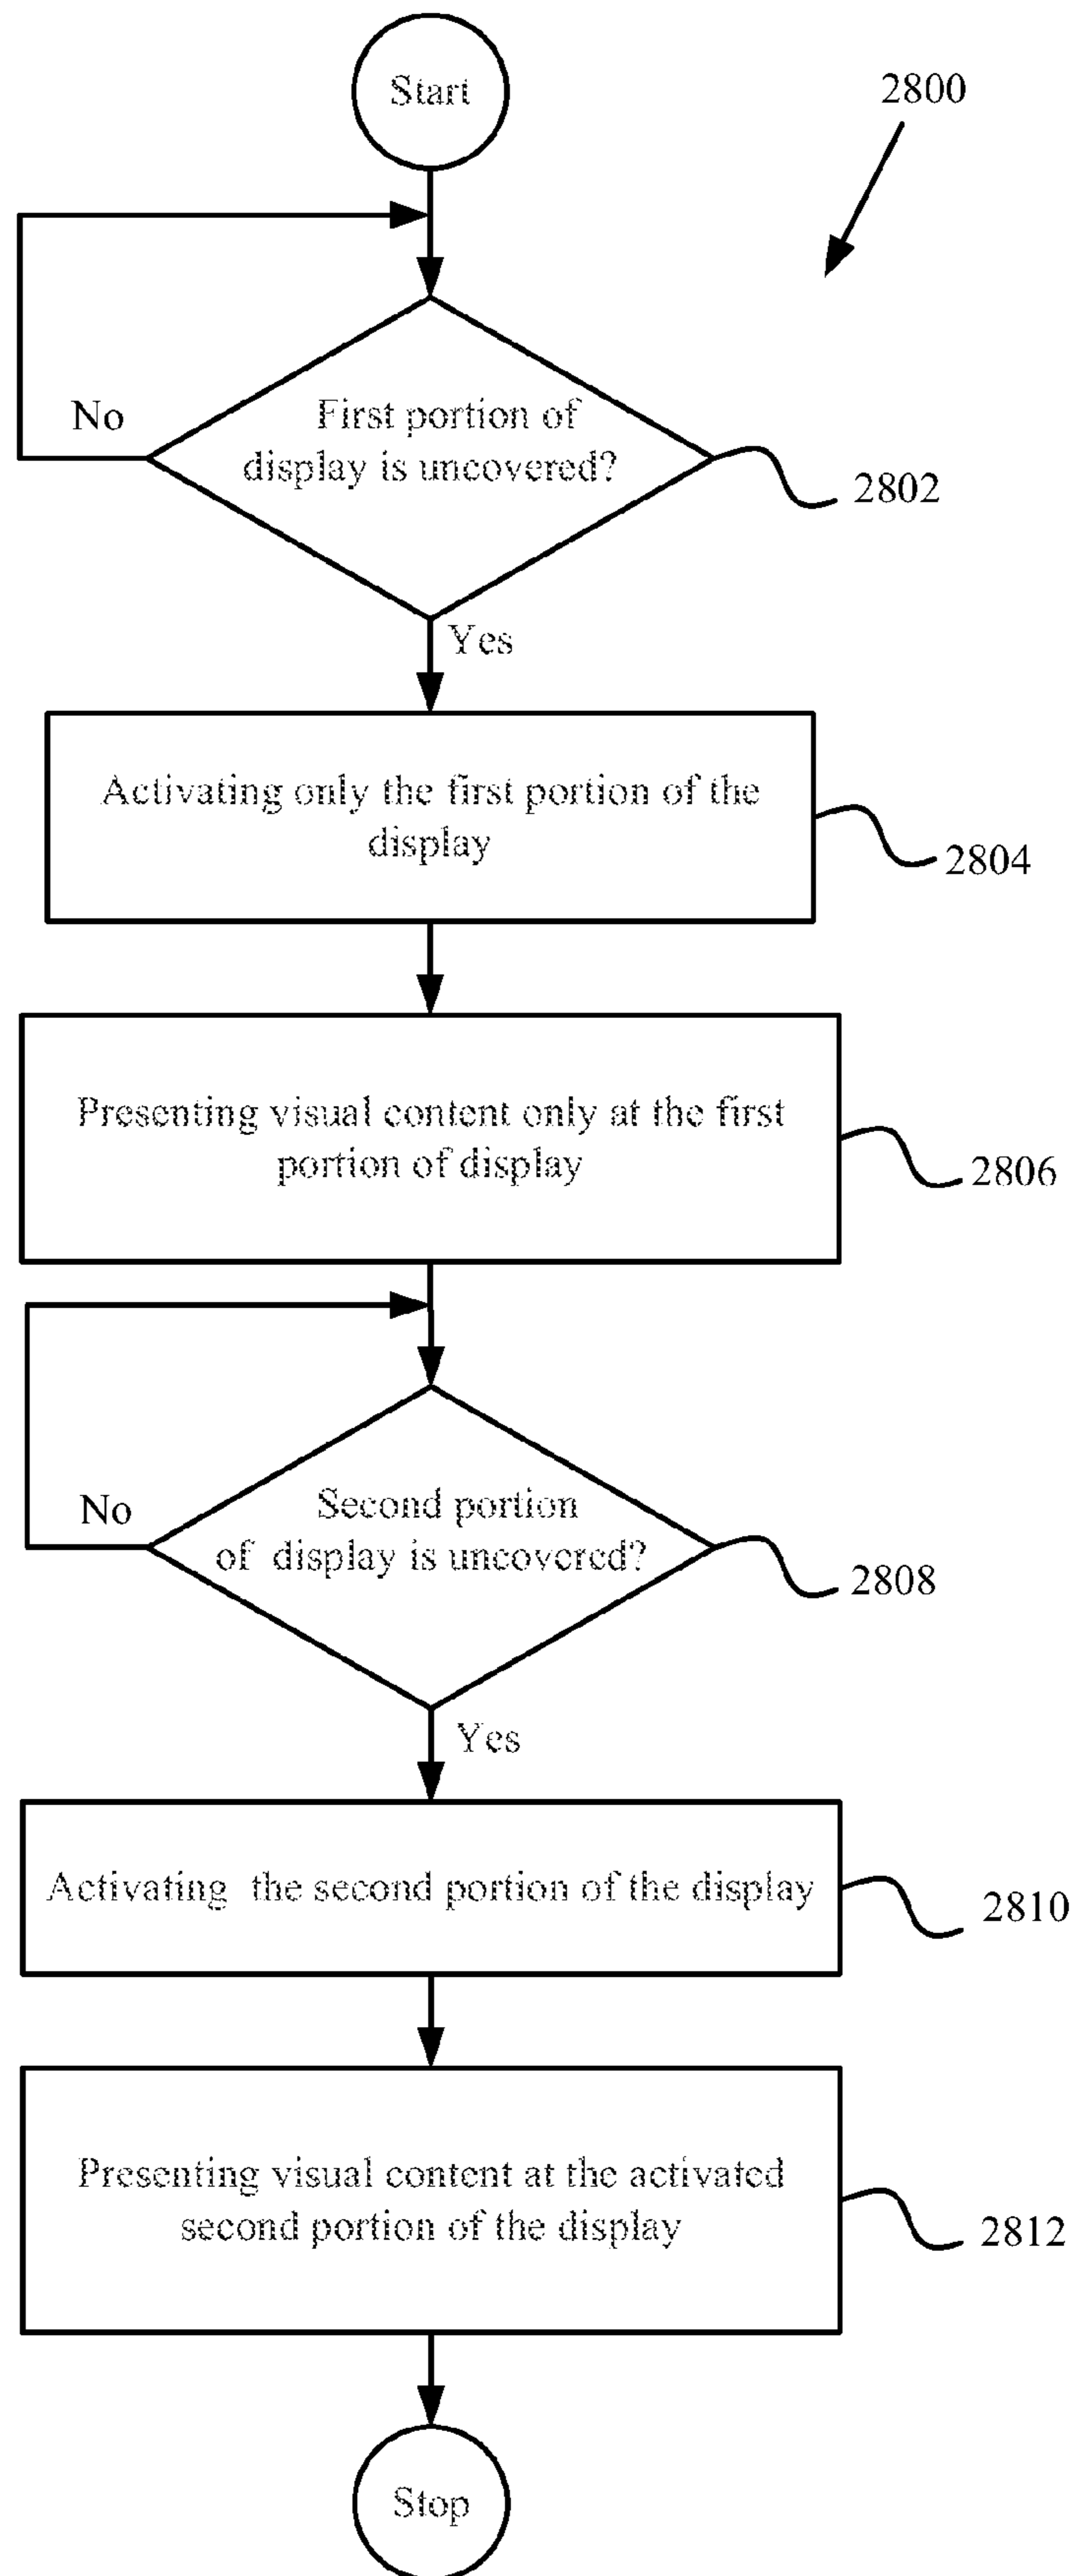 Start
2800
First portion of
display is uncovered?
No
2802
Yes
Activating only the first portion of the
display
2804
Presenting visual content only at the first
portion of display
2806
Second portion
of display is uncovered?
No
2808
Yes
Activating the second portion of the display
2810
Presenting visual content at the activated
second portion of the display
2812
Stop